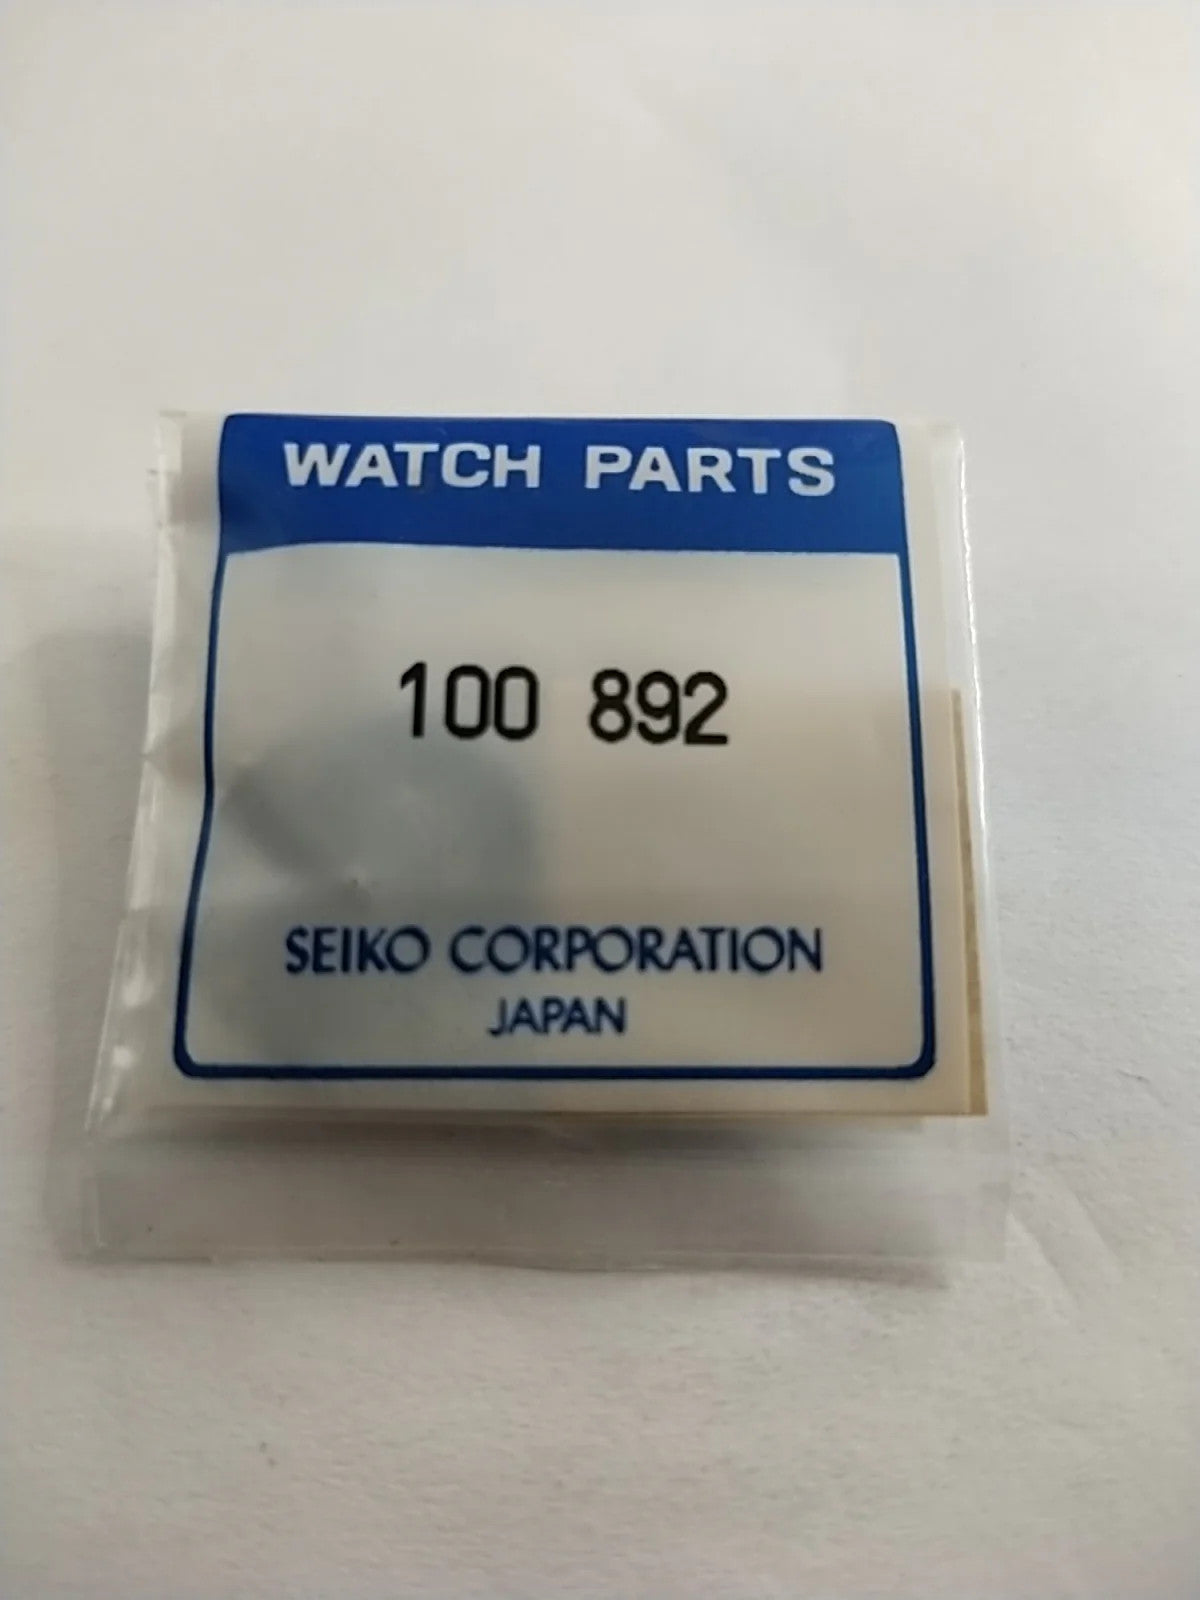 WATCH PARTS
100 892
SEIKO CORPORATION
JAPAN